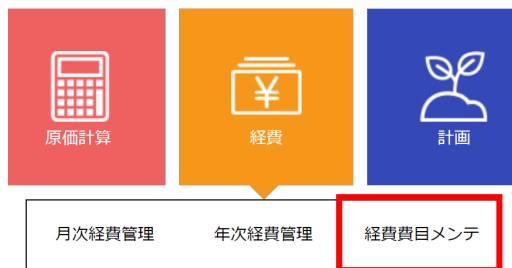 原価計算
¥
経費
計画
月次経費管理
年次経費管理
経費費目メンテ